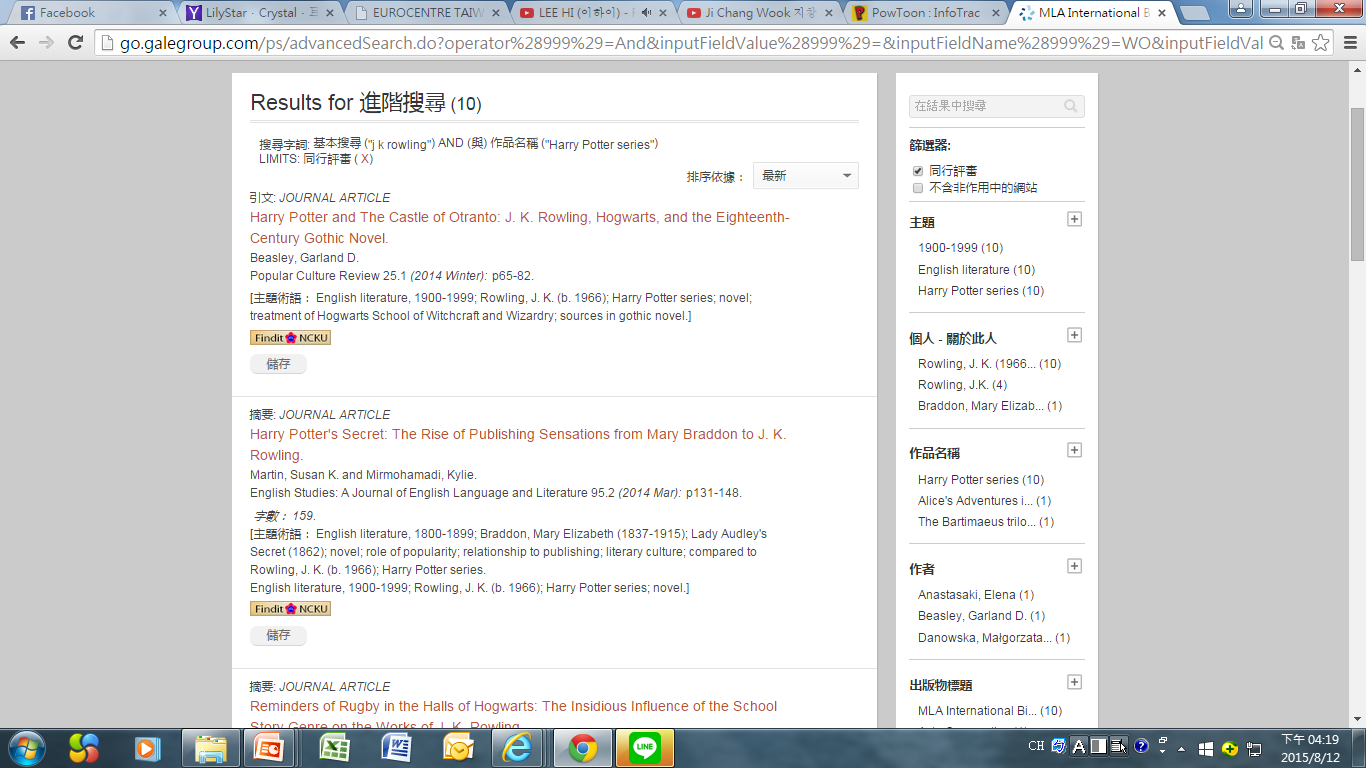 Facebook
LilyStar - Crystal - 프
EUROCENTRE TAIW
LEE HI (이하이) - F
Ji Chang Wook 지창
PowToon : InfoTrac
MLA International B
go.galegroup.com/ps/advancedSearch.do?operator%28999%29=And&inputFieldValue%28999%29=&inputFieldName%28999%29=WO&inputFieldVal
Results for 進階搜尋 (10)
搜尋字詞: 基本搜尋 ("j k rowling") AND (與) 作品名稱 ("Harry Potter series")
LIMITS: 同行評審 ( X)
排序依據： 最新
引文: JOURNAL ARTICLE
Harry Potter and The Castle of Otranto: J. K. Rowling, Hogwarts, and the Eighteenth-
Century Gothic Novel.
Beasley, Garland D.
Popular Culture Review 25.1 (2014 Winter): p65-82.
[主題術語： English literature, 1900-1999; Rowling, J. K. (b. 1966); Harry Potter series; novel;
treatment of Hogwarts School of Witchcraft and Wizardry; sources in gothic novel.]
Findit NCKU
儲存
摘要: JOURNAL ARTICLE
Harry Potter's Secret: The Rise of Publishing Sensations from Mary Braddon to J. K.
Rowling.
Martin, Susan K. and Mirmohamadi, Kylie.
English Studies: A Journal of English Language and Literature 95.2 (2014 Mar): p131-148.
字數： 159.
[主題術語： English literature, 1800-1899; Braddon, Mary Elizabeth (1837-1915); Lady Audley's
Secret (1862); novel; role of popularity; relationship to publishing; literary culture; compared to
Rowling, J. K. (b. 1966); Harry Potter series.
English literature, 1900-1999; Rowling, J. K. (b. 1966); Harry Potter series; novel.]
Findit NCKU
儲存
摘要: JOURNAL ARTICLE
Reminders of Rugby in the Halls of Hogwarts: The Insidious Influence of the School
Story Genre on the Works of J. K. Rowling.
在結果中搜尋
篩選器:
同行評審
不含非作用中的網站
主題
1900-1999 (10)
English literature (10)
Harry Potter series (10)
個人 - 關於此人
Rowling, J. K. (1966... (10)
Rowling, J.K. (4)
Braddon, Mary Elizab... (1)
作品名稱
Harry Potter series (10)
Alice's Adventures i... (1)
The Bartimaeus trilo... (1)
作者
Anastasaki, Elena (1)
Beasley, Garland D. (1)
Danowska, Małgorzata... (1)
出版物標題
MLA International Bi... (10)
LINE
CH
A
下午 04:19
2015/8/12